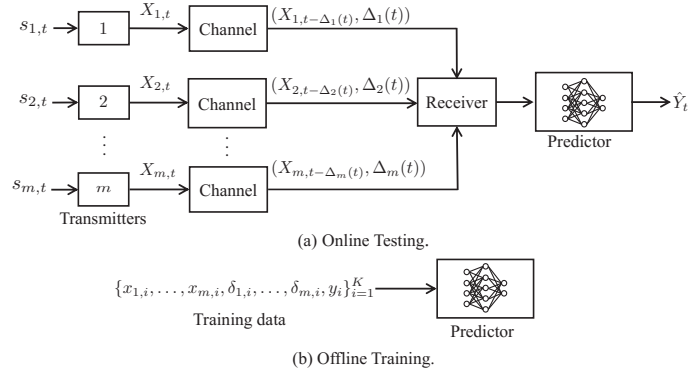 s_{1,t} 1 X_{1,t} Channel (X_{1,t−Δ_1(t)}, Δ_1(t))
s_{2,t} 2 X_{2,t} Channel (X_{2,t−Δ_2(t)}, Δ_2(t)) Receiver Ŷ_t
Predictor
s_{m,t} m X_{m,t} Channel (X_{m,t−Δ_m(t)}, Δ_m(t))
Transmitters
(a) Online Testing.
{x_{1,i}, …, x_{m,i}, δ_{1,i}, …, δ_{m,i}, y_i}_{i=1}^{K}
Training data
Predictor
(b) Offline Training.